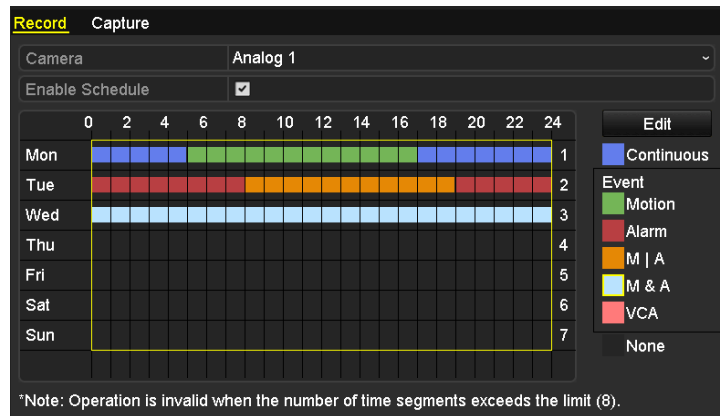 Record Capture
Camera Analog 1
Enable Schedule
0 2 4 6 8 10 12 14 16 18 20 22 24
Edit
Mon 1
Continuous
Tue 2
Event
Motion
Wed 3
Alarm
Thu 4
M | A
Fri 5
M & A
Sat 6
VCA
Sun 7
None
*Note: Operation is invalid when the number of time segments exceeds the limit (8).